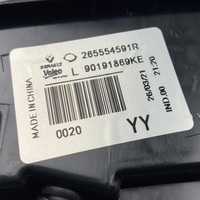 RENAULT 265554591R
Valeo L 90191869KE
MADE IN CHINA
0020 YY
26/03/21 21:20
IND:00